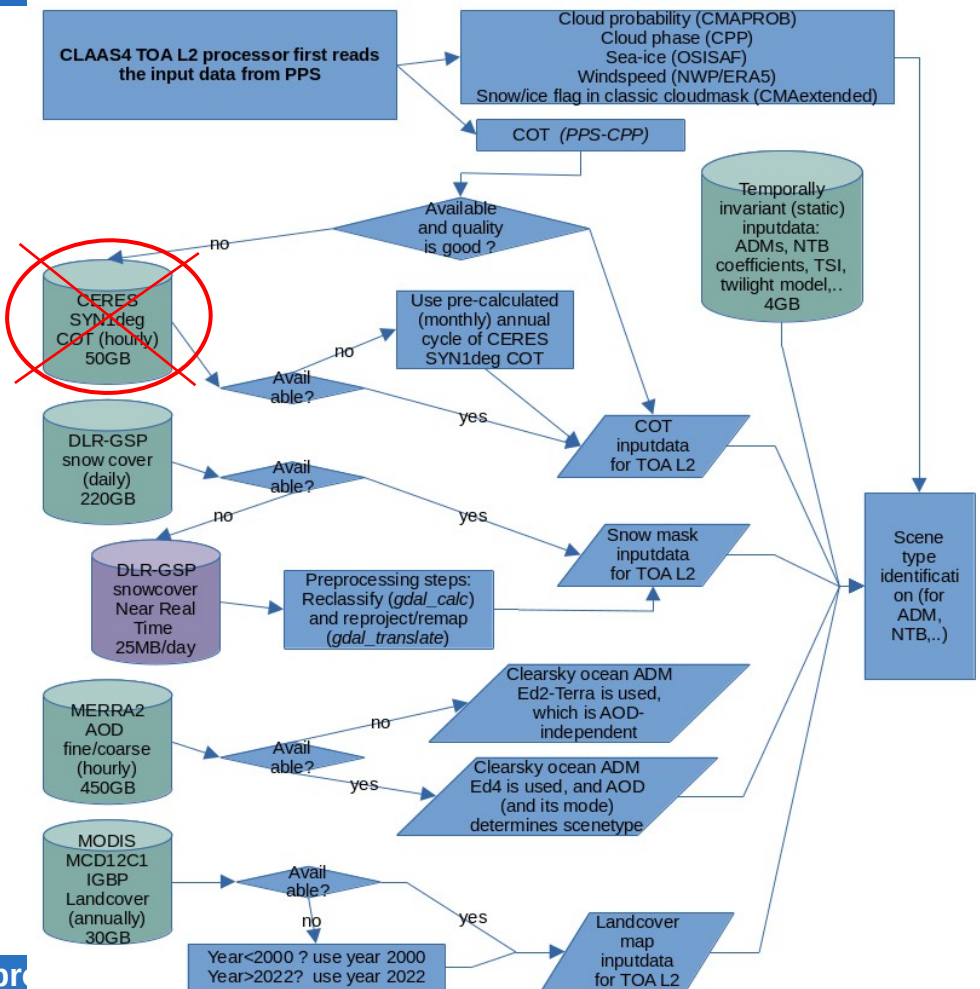 CLAAS4 TOA L2 processor first reads
the input data from PPS
Cloud probability (CMAPROB)
Cloud phase (CPP)
Sea-ice (OSISAF)
Windspeed (NWP/ERA5)
Snow/ice flag in classic cloudmask (CMAextended)
COT (PPS-CPP)
Available
and quality
is good ?
no
Temporally
invariant (static)
inputdata:
ADMs, NTB
coefficients, TSI,
twilight model,..
4GB
CERES
SYN1deg
COT (hourly)
50GB
Avail
able?
no
Use pre-calculated
(monthly) annual
cycle of CERES
SYN1deg COT
yes
COT
inputdata
for TOA L2
DLR-GSP
snow cover
(daily)
220GB
Avail
able?
no
yes
Snow mask
inputdata
for TOA L2
DLR-GSP
snowcover
Near Real
Time
25MB/day
Preprocessing steps:
Reclassify (gdal_calc)
and reproject/remap
(gdal_translate)
Scene
type
identificati
on (for
ADM,
NTB,..)
MERRA2
AOD
fine/coarse
(hourly)
450GB
Avail
able?
no
Clearsky ocean ADM
Ed2-Terra is used,
which is AOD-
independent
yes
Clearsky ocean ADM
Ed4 is used, and AOD
(and its mode)
determines scenetype
MODIS
MCD12C1
IGBP
Landcover
(annually)
30GB
Avail
able?
no
yes
Year<2000 ? use year 2000
Year>2022? use year 2022
Landcover
map
inputdata
for TOA L2